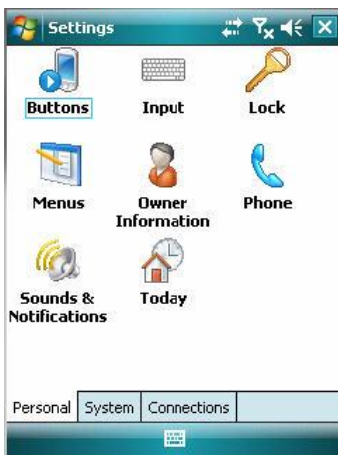 Settings
Buttons Input Lock
Menus Owner Information Phone
Sounds & Notifications Today
Personal System Connections